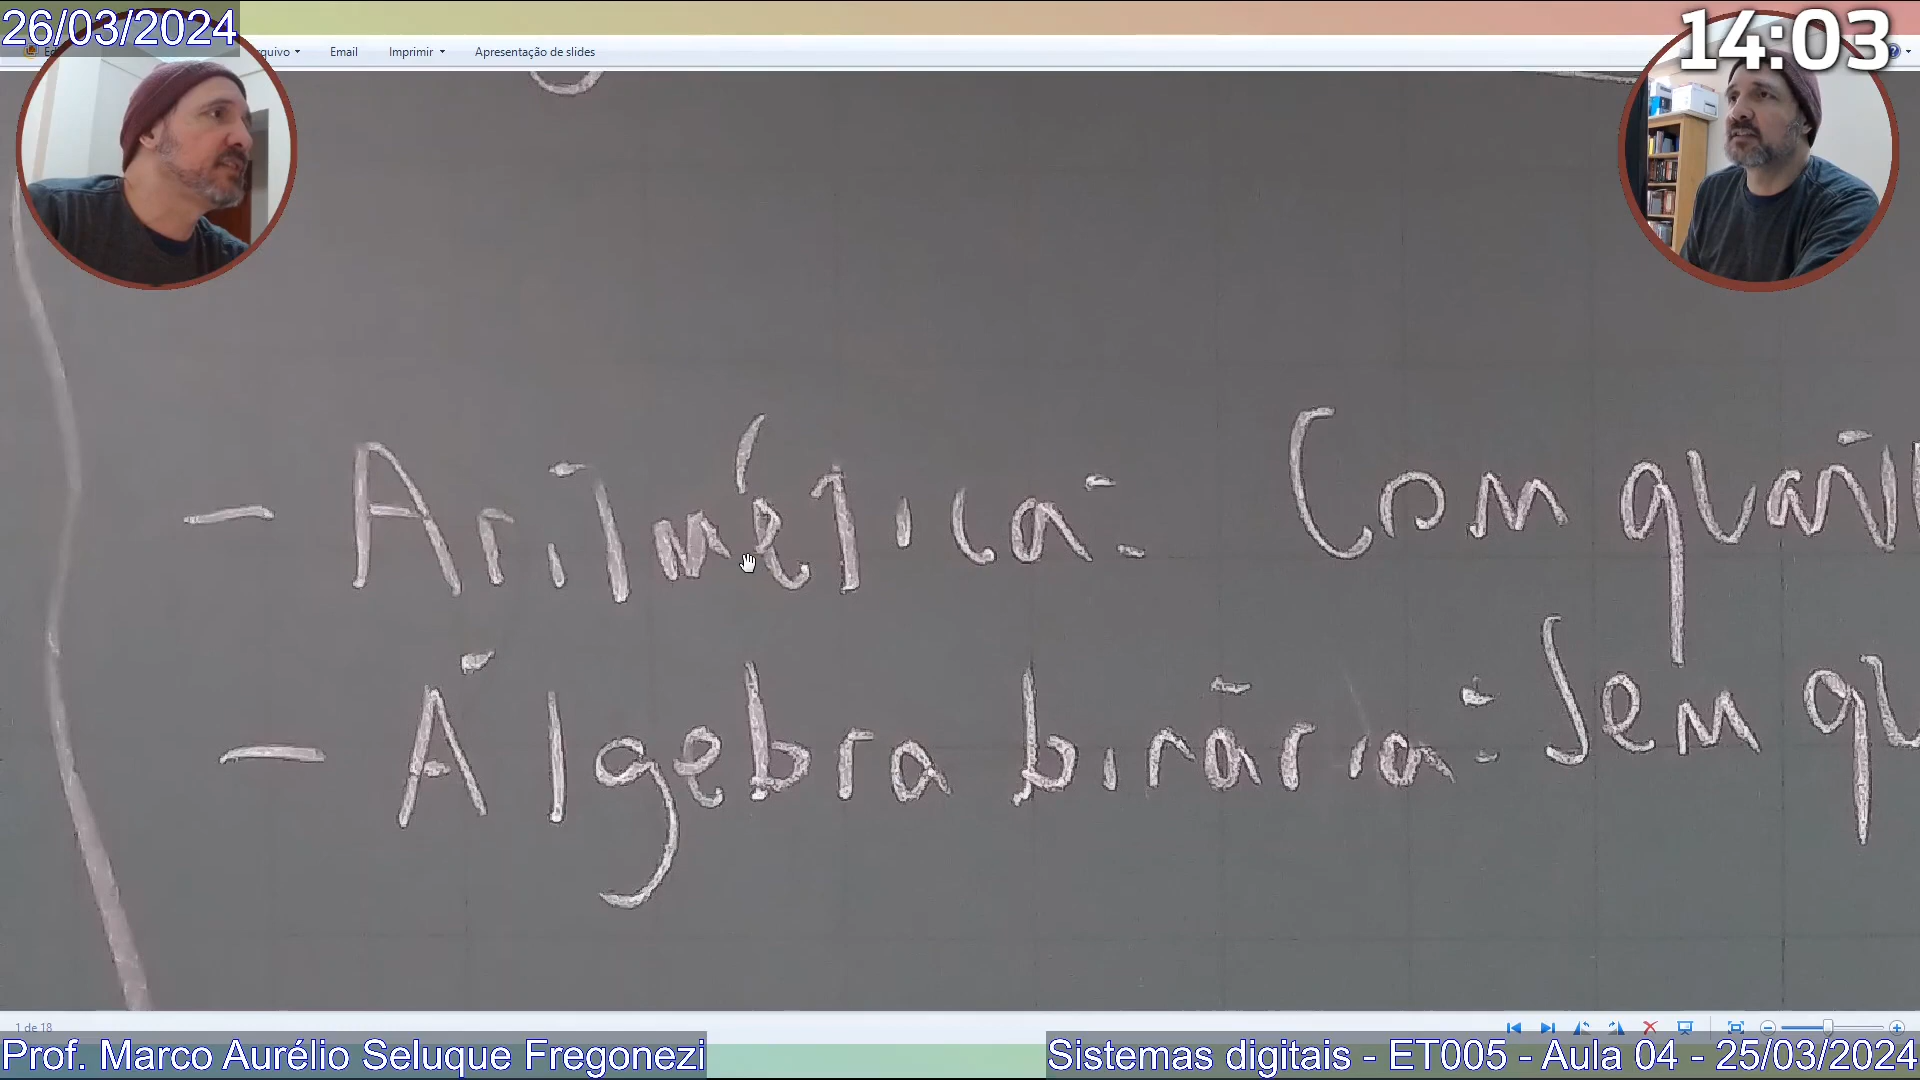 26/03/2024
14:03
Email
Imprimir
Apresentação de slides
- Aritmética: Com
- Álgebra binária: Sem
1 de 18
Prof. Marco Aurélio Seluque Fregonezi
Sistemas digitais - ET005 - Aula 04 - 25/03/2024